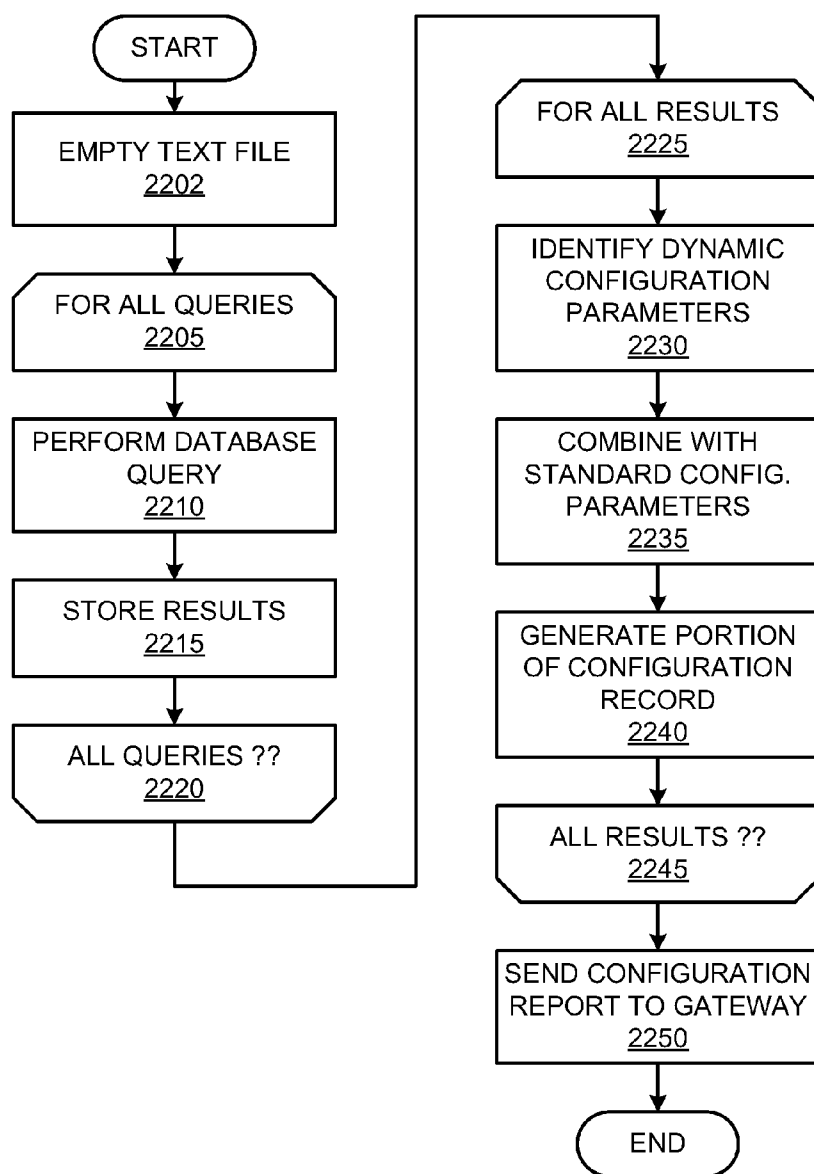 START
EMPTY TEXT FILE
2202
FOR ALL QUERIES
2205
PERFORM DATABASE
QUERY
2210
STORE RESULTS
2215
ALL QUERIES ??
2220
FOR ALL RESULTS
2225
IDENTIFY DYNAMIC
CONFIGURATION
PARAMETERS
2230
COMBINE WITH
STANDARD CONFIG.
PARAMETERS
2235
GENERATE PORTION
OF CONFIGURATION
RECORD
2240
ALL RESULTS ??
2245
SEND CONFIGURATION
REPORT TO GATEWAY
2250
END